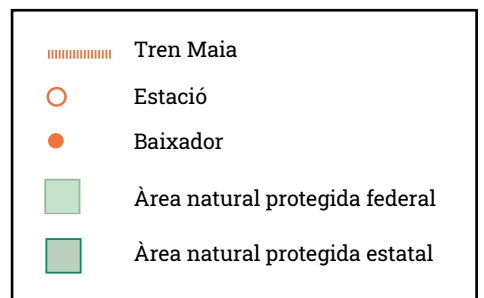 Tren Maia
Estació
Baixador
Àrea natural protegida federal
Àrea natural protegida estatal